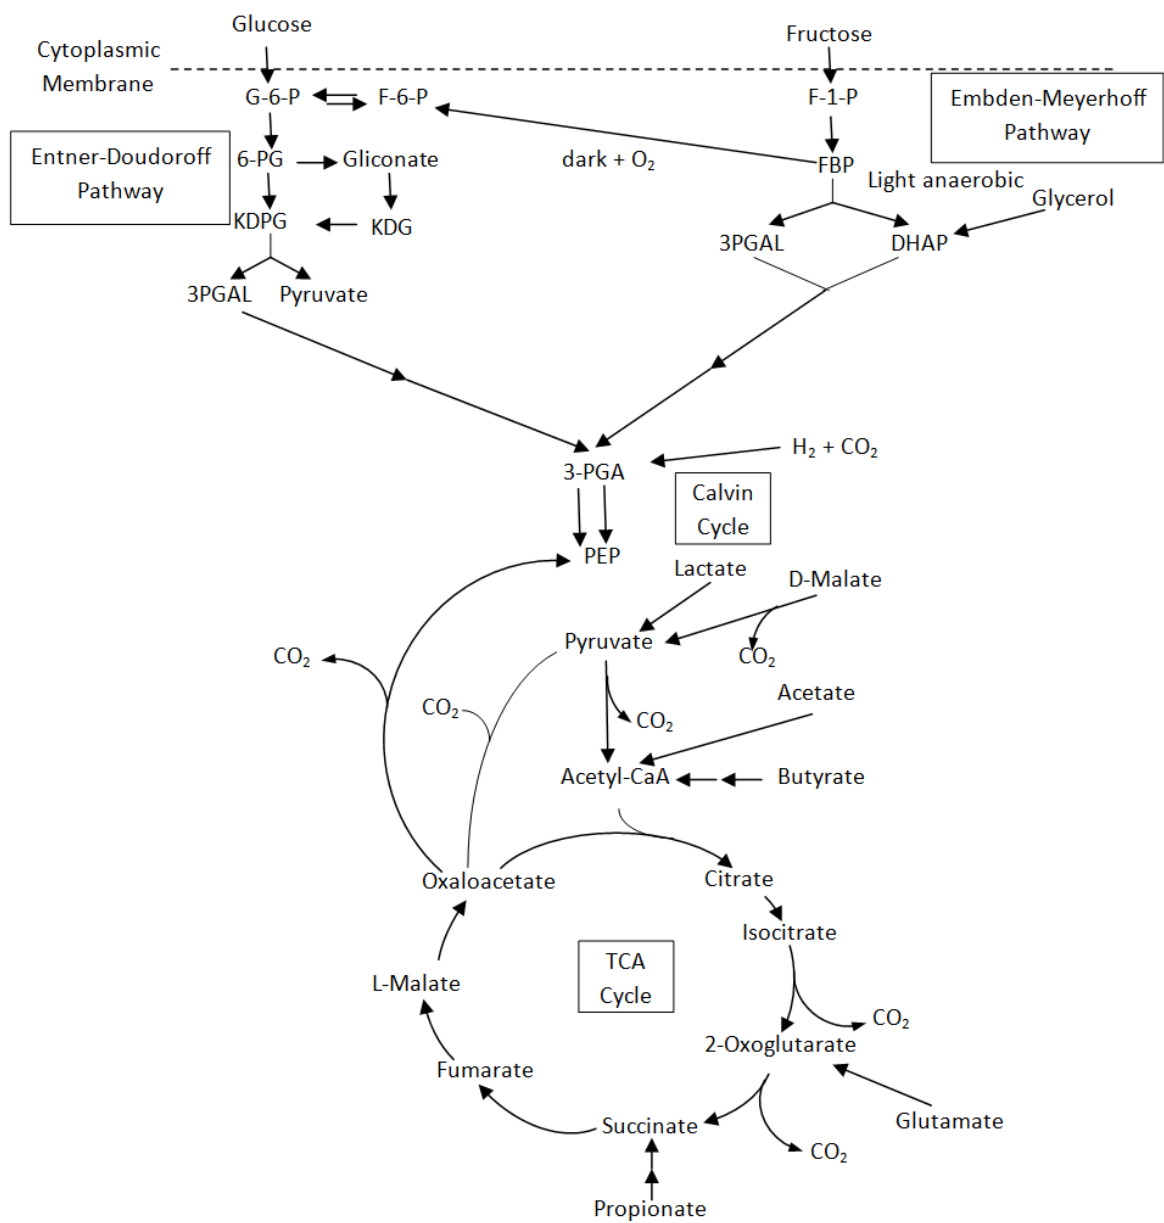 Glucose
Fructose
Cytoplasmic
Membrane
G-6-P
F-6-P
F-1-P
Embden-Meyerhoff
Pathway
Entner-Doudoroff
Pathway
6-PG
Gliconate
dark + O₂
FBP
Light anaerobic
Glycerol
KDPG
KDG
3PGAL
DHAP
3PGAL
Pyruvate
H₂ + CO₂
3-PGA
Calvin
Cycle
PEP
Lactate
D-Malate
Pyruvate
CO₂
CO₂
Acetate
CO₂
CO₂
Acetyl-CaA
Butyrate
Oxaloacetate
Citrate
Isocitrate
TCA
Cycle
L-Malate
CO₂
2-Oxoglutarate
Fumarate
Glutamate
Succinate
CO₂
Propionate